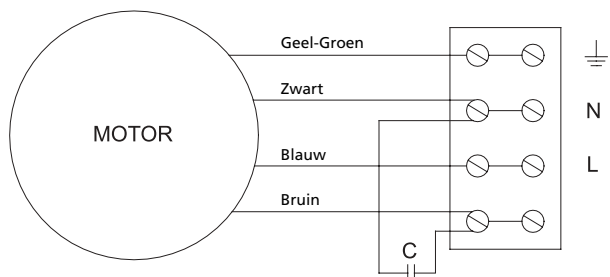 Geel-Groen
Zwart
N
MOTOR
Blauw
L
Bruin
C